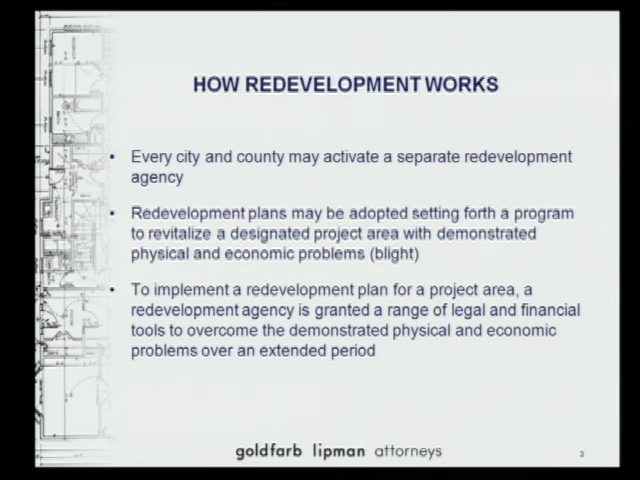 HOW REDEVELOPMENT WORKS
• Every city and county may activate a separate redevelopment
agency
• Redevelopment plans may be adopted setting forth a program
to revitalize a designated project area with demonstrated
physical and economic problems (blight)
• To implement a redevelopment plan for a project area, a
redevelopment agency is granted a range of legal and financial
tools to overcome the demonstrated physical and economic
problems over an extended period
goldfarb lipman attorneys
3